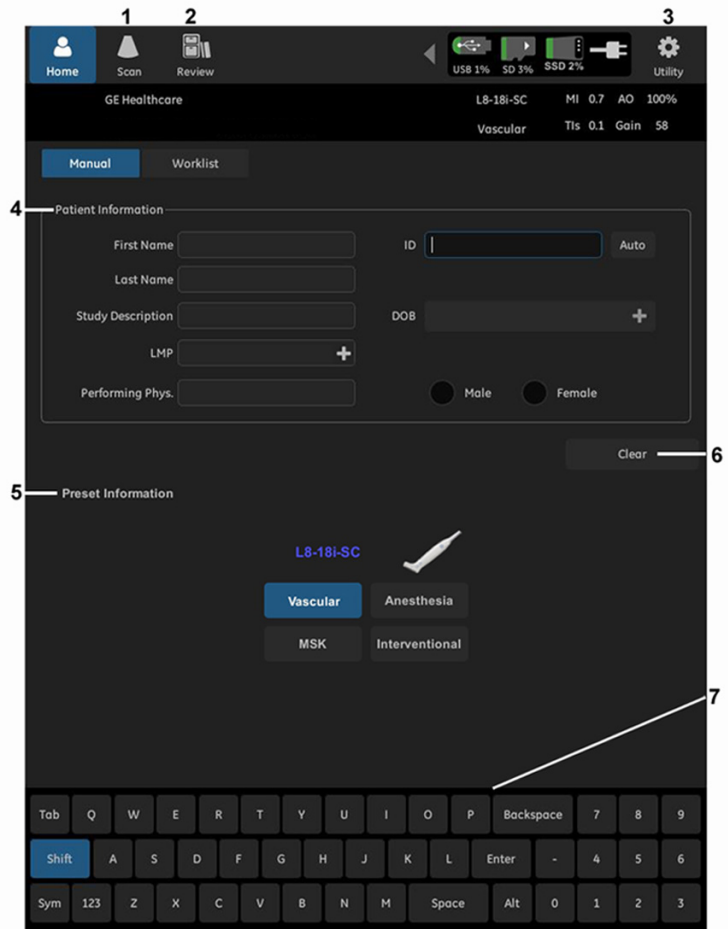 1 2 3
Home Scan Review USB 1% SD 3% SSD 2% Utility
GE Healthcare L8-18i-SC MI 0.7 AO 100%
Vascular TIs 0.1 Gain 58
Manual Worklist
4 Patient Information
First Name ID Auto
Last Name
Study Description DOB +
LMP +
Performing Phys. Male Female
Clear 6
5 Preset Information
L8-18i-SC
Vascular Anesthesia
MSK Interventional
7
Tab Q W E R T Y U I O P Backspace 7 8 9
Shift A S D F G H J K L Enter - 4 5 6
Sym 123 Z X C V B N M Space Alt 0 1 2 3